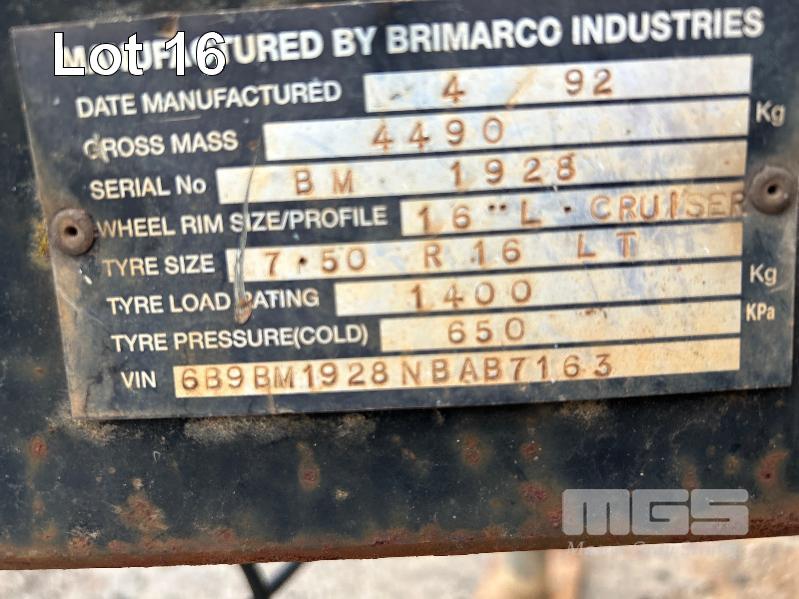 Lot 16
MANUFACTURED BY BRIMARCO INDUSTRIES
DATE MANUFACTURED 4 / 92
GROSS MASS 4490 Kg
SERIAL No BM 1928
WHEEL RIM SIZE/PROFILE 16" L. CRUISER
TYRE SIZE 7.50 R 16 LT
TYRE LOAD RATING 1400 Kg
TYRE PRESSURE(COLD) 650 KPa
VIN 6B9BM1928NBAB7163
MGS